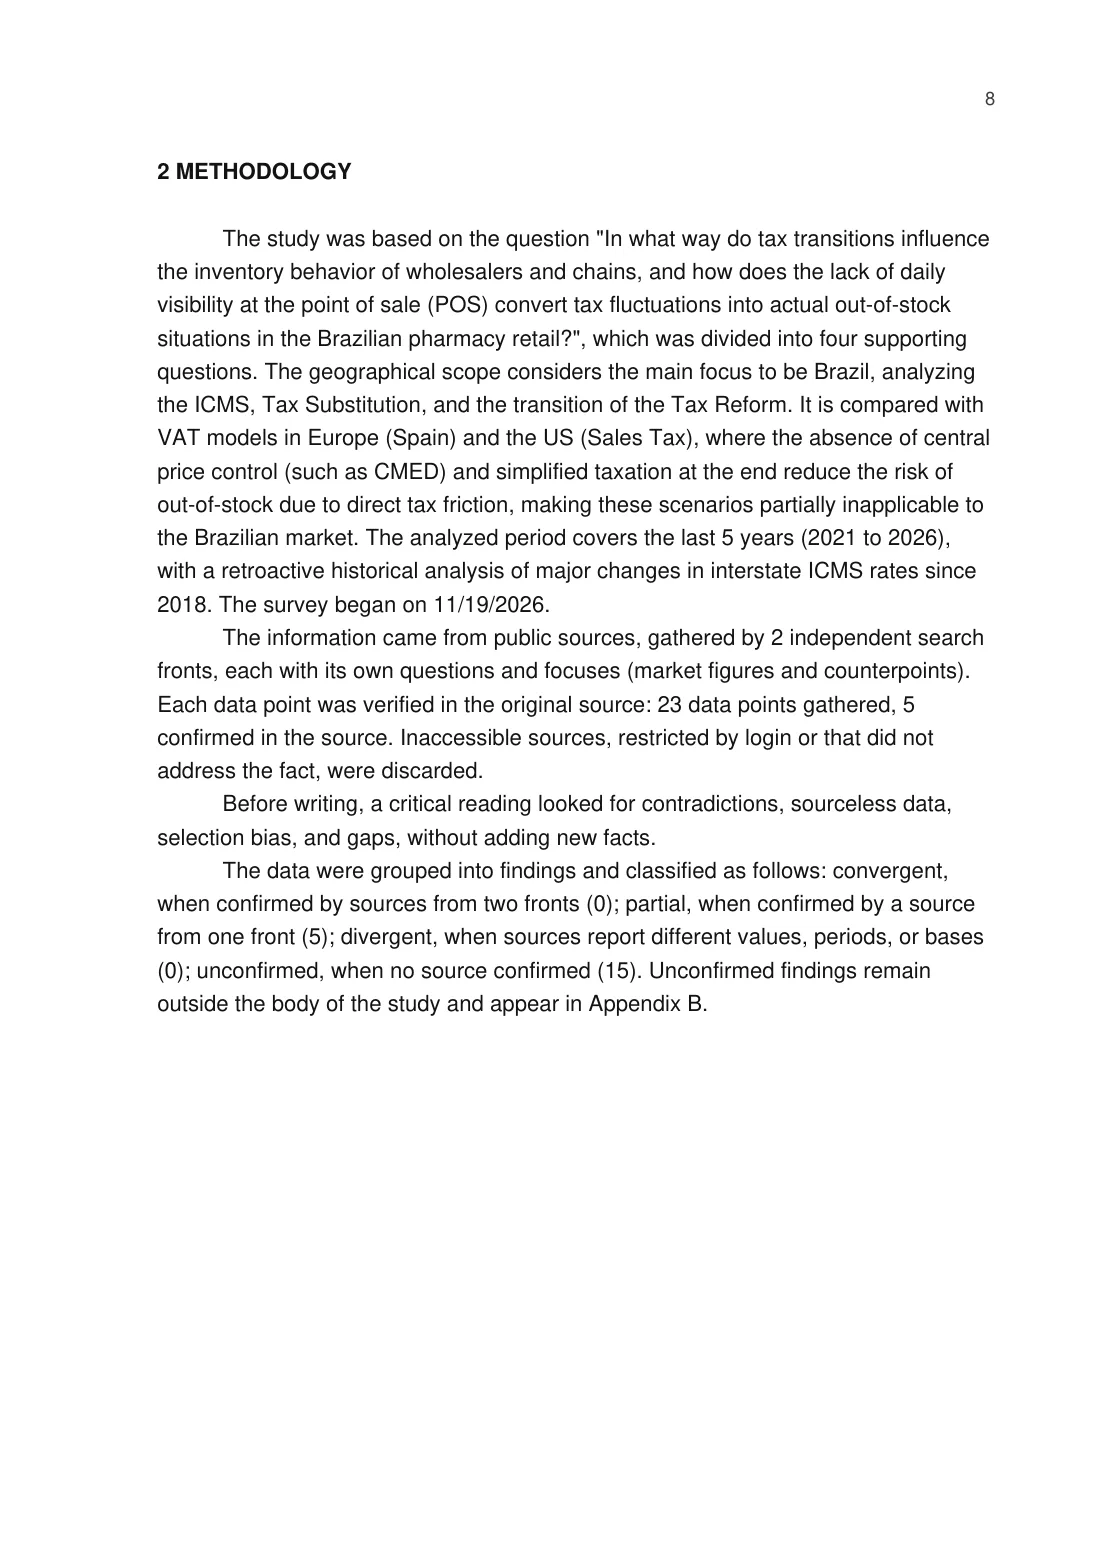 8
2 METHODOLOGY
The study was based on the question "In what way do tax transitions influence
the inventory behavior of wholesalers and chains, and how does the lack of daily
visibility at the point of sale (POS) convert tax fluctuations into actual out-of-stock
situations in the Brazilian pharmacy retail?", which was divided into four supporting
questions. The geographical scope considers the main focus to be Brazil, analyzing
the ICMS, Tax Substitution, and the transition of the Tax Reform. It is compared with
VAT models in Europe (Spain) and the US (Sales Tax), where the absence of central
price control (such as CMED) and simplified taxation at the end reduce the risk of
out-of-stock due to direct tax friction, making these scenarios partially inapplicable to
the Brazilian market. The analyzed period covers the last 5 years (2021 to 2026),
with a retroactive historical analysis of major changes in interstate ICMS rates since
2018. The survey began on 11/19/2026.
The information came from public sources, gathered by 2 independent search
fronts, each with its own questions and focuses (market figures and counterpoints).
Each data point was verified in the original source: 23 data points gathered, 5
confirmed in the source. Inaccessible sources, restricted by login or that did not
address the fact, were discarded.
Before writing, a critical reading looked for contradictions, sourceless data,
selection bias, and gaps, without adding new facts.
The data were grouped into findings and classified as follows: convergent,
when confirmed by sources from two fronts (0); partial, when confirmed by a source
from one front (5); divergent, when sources report different values, periods, or bases
(0); unconfirmed, when no source confirmed (15). Unconfirmed findings remain
outside the body of the study and appear in Appendix B.